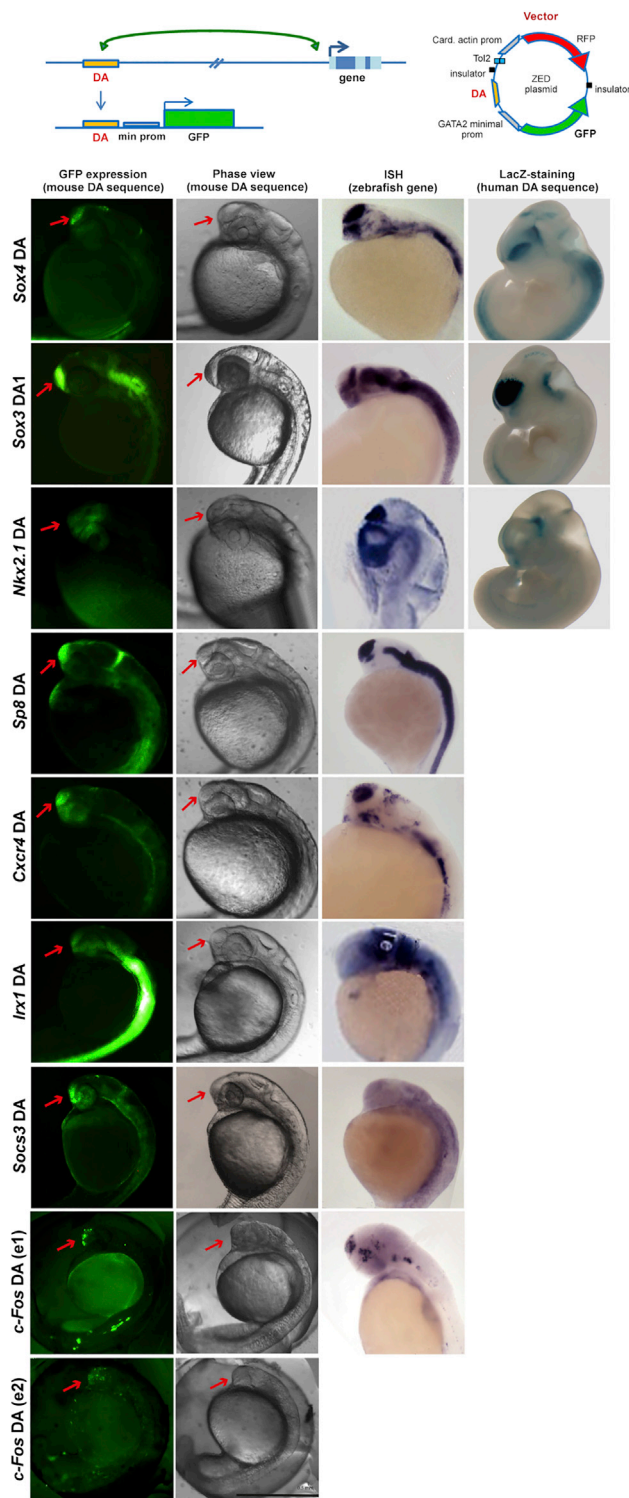 DA
//
gene
DA
min prom
GFP
Vector
Card. actin prom
RFP
Tol2
insulator
DA
ZED
plasmid
insulator
GATA2 minimal
prom
GFP
GFP expression
(mouse DA sequence)
Phase view
(mouse DA sequence)
ISH
(zebrafish gene)
LacZ-staining
(human DA sequence)
Sox4 DA
Sox3 DA1
Nkx2.1 DA
Sp8 DA
Cxcr4 DA
Irx1 DA
Socs3 DA
c-Fos DA (e1)
c-Fos DA (e2)